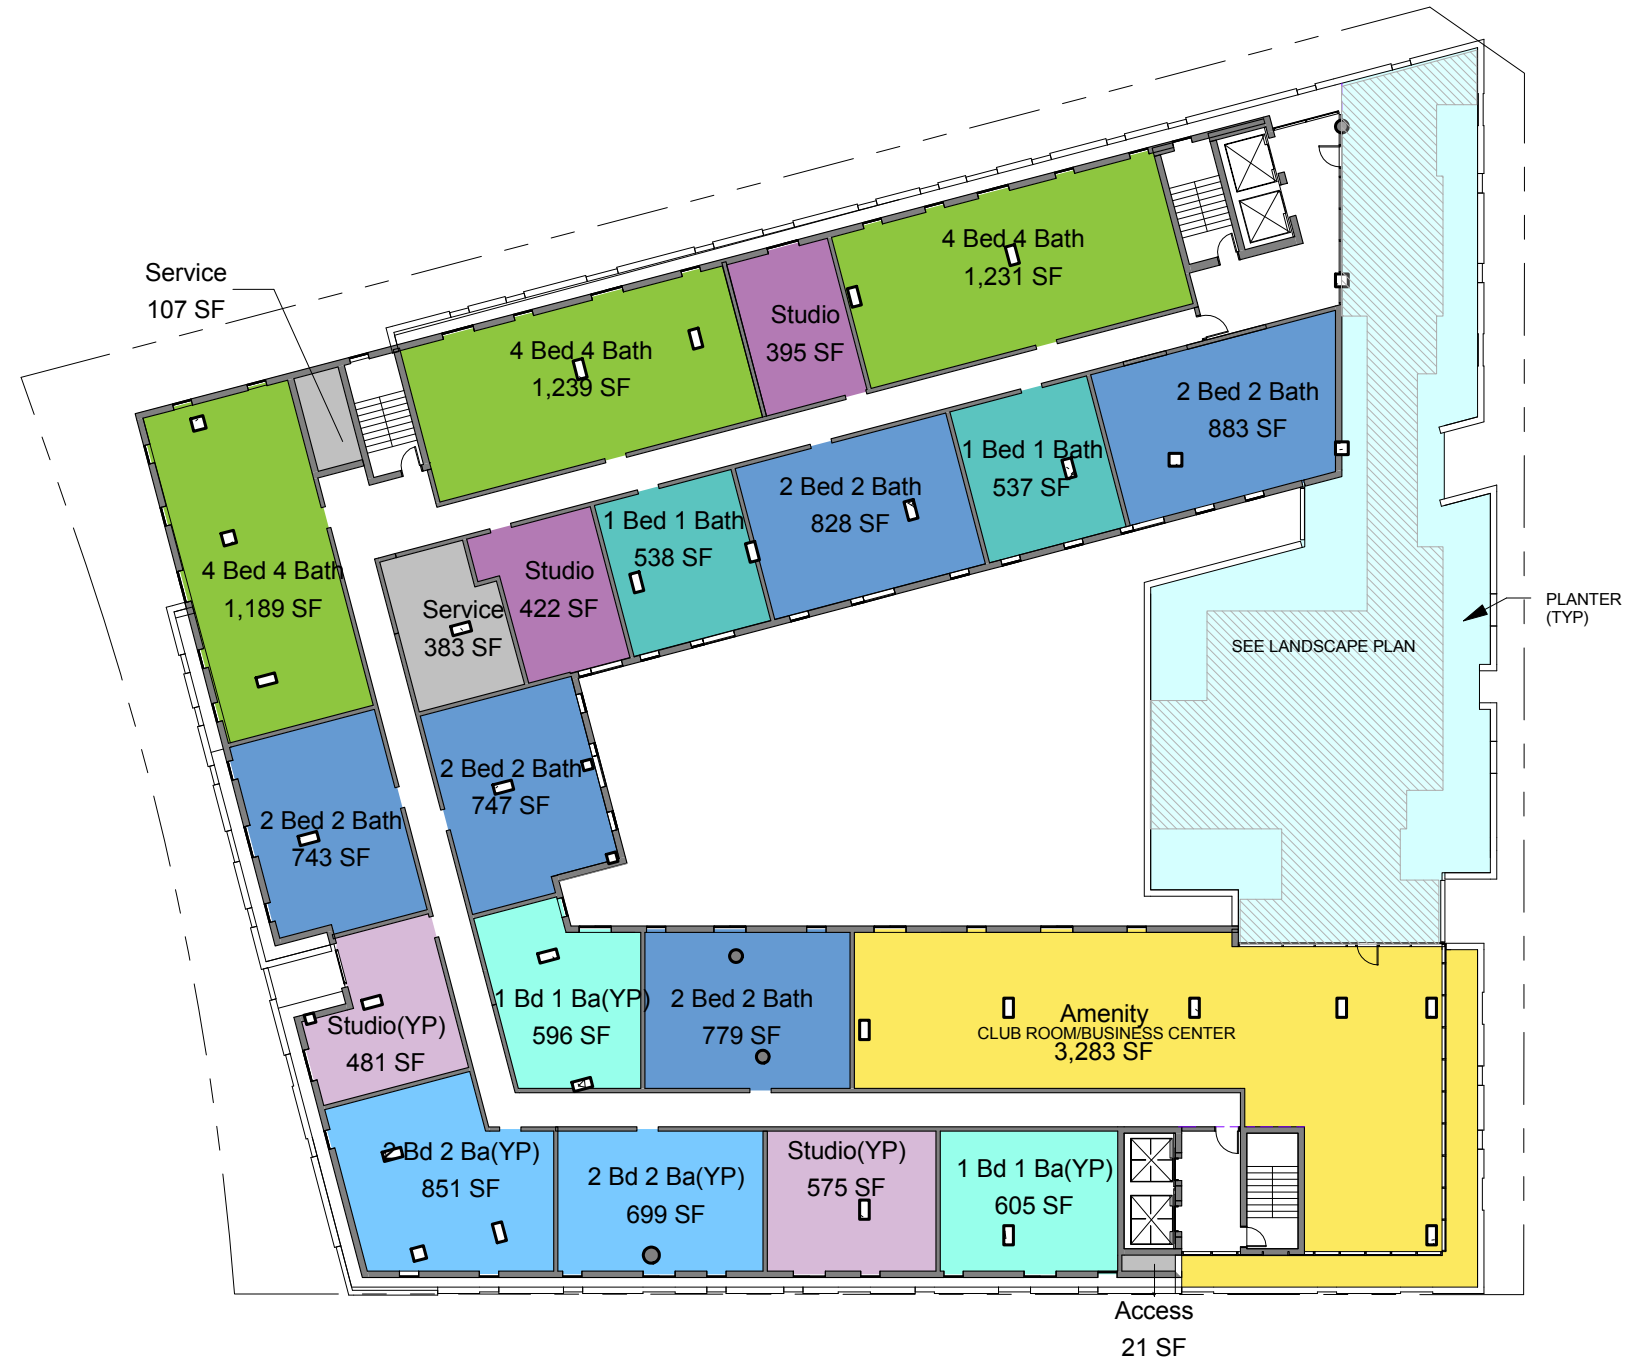 Service
107 SF
4 Bed 4 Bath
1,231 SF
Studio
395 SF
4 Bed 4 Bath
1,239 SF
2 Bed 2 Bath
883 SF
1 Bed 1 Bath
537 SF
2 Bed 2 Bath
828 SF
1 Bed 1 Bath
538 SF
Studio
422 SF
Service
383 SF
4 Bed 4 Bath
1,189 SF
PLANTER
(TYP)
SEE LANDSCAPE PLAN
2 Bed 2 Bath
747 SF
2 Bed 2 Bath
743 SF
1 Bd 1 Ba(YP)
596 SF
2 Bed 2 Bath
779 SF
Amenity
CLUB ROOM/BUSINESS CENTER
3,283 SF
Studio(YP)
481 SF
2 Bd 2 Ba(YP)
851 SF
2 Bd 2 Ba(YP)
699 SF
Studio(YP)
575 SF
1 Bd 1 Ba(YP)
605 SF
Access
21 SF